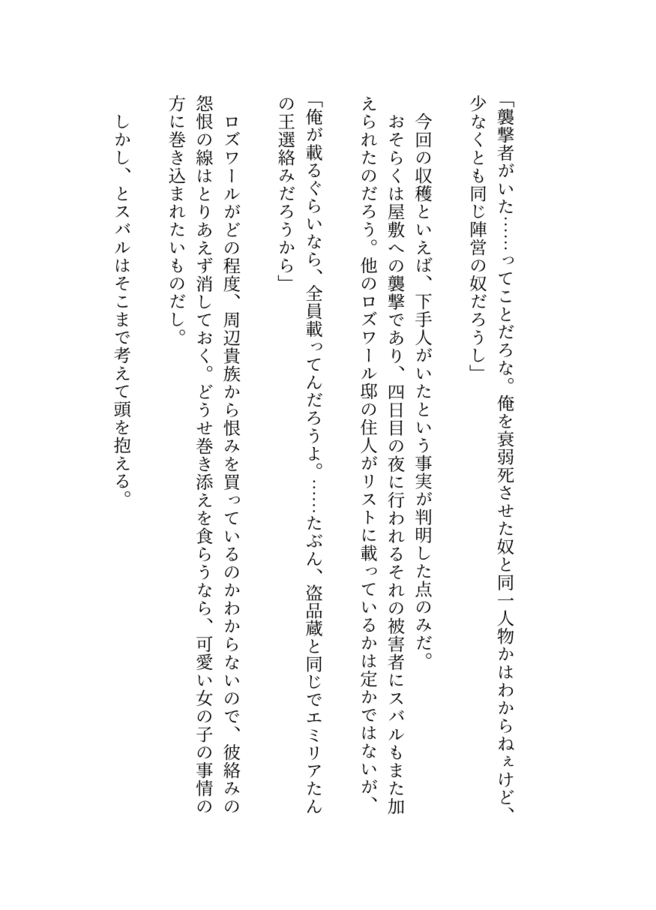 「襲撃者がいた……ってことだろな。俺を衰弱死させた奴と同一人物かはわからねぇけど、
少なくとも同じ陣営の奴だろうし」
今回の収穫といえば、下手人がいたという事実が判明した点のみだ。
おそらくは屋敷への襲撃であり、四日目の夜に行われるそれの被害者にスバルもまた加
えられたのだろう。他のロズワール邸の住人がリストに載っているかは定かではないが、
「俺が載るぐらいなら、全員載ってんだろうよ。……たぶん、盗品蔵と同じでエミリアたん
の王選絡みだろうから」
ロズワールがどの程度、周辺貴族から恨みを買っているのかわからないので、彼絡みの
怨恨の線はとりあえず消しておく。どうせ巻き添えを食らうなら、可愛い女の子の事情の
方に巻き込まれたいものだし。
しかし、とスバルはそこまで考えて頭を抱える。